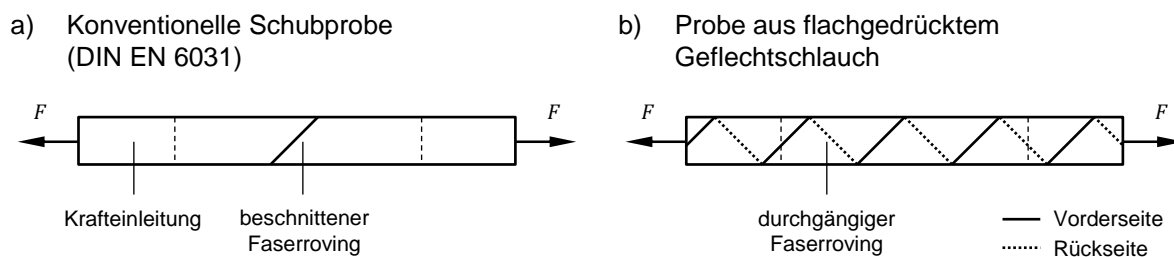 a) Konventionelle Schubprobe
(DIN EN 6031)
b) Probe aus flachgedrücktem
Geflechtschlauch
F
F
F
F
Krafteinleitung
beschnittener
Faserroving
durchgängiger
Faserroving
Vorderseite
Rückseite